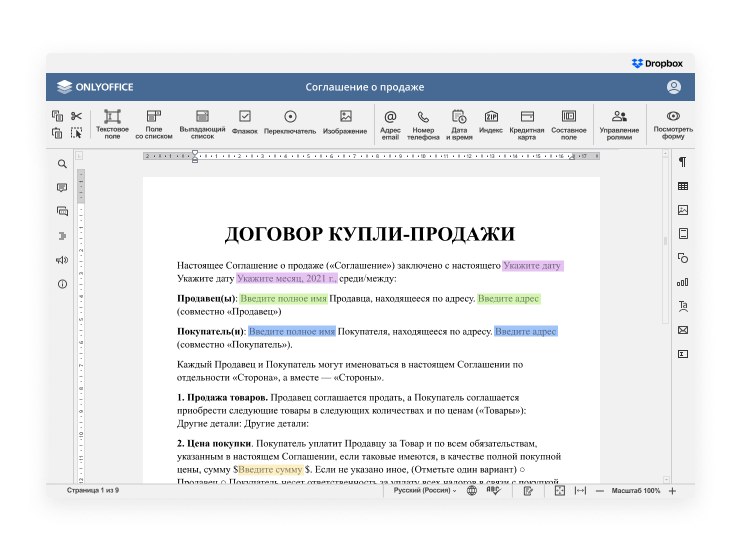 Dropbox
ONLYOFFICE
Соглашение о продаже
Текстовое поле
Поле со списком
Выпадающий список
Флажок
Переключатель
Изображение
Адрес email
Номер телефона
Дата и время
Индекс
Кредитная карта
Составное поле
Управление ролями
Посмотреть форму
ДОГОВОР КУПЛИ-ПРОДАЖИ
Настоящее Соглашение о продаже («Соглашение») заключено с настоящего Укажите дату
Укажите дату Укажите месяц, 2021 г., среди/между:
Продавец(ы): Введите полное имя Продавца, находящееся по адресу. Введите адрес
(совместно «Продавец»)
Покупатель(и): Введите полное имя Покупателя, находящееся по адресу. Введите адрес
(совместно «Покупатель»).
Каждый Продавец и Покупатель могут именоваться в настоящем Соглашении по
отдельности «Сторона», а вместе — «Стороны».
1. Продажа товаров. Продавец соглашается продать, а Покупатель соглашается
приобрести следующие товары в следующих количествах и по ценам («Товары»):
Другие детали: Другие детали:
2. Цена покупки. Покупатель уплатит Продавцу за Товар и по всем обязательствам,
указанным в настоящем Соглашении, если таковые имеются, в качестве полной покупной
цены, сумму $Введите сумму $. Если не указано иное, (Отметьте один вариант) ○
Продавец ○ Покупатель несет ответственность за уплату всех налогов в связи с покупкой
Страница 1 из 9
Русский (Россия)
Масштаб 100%